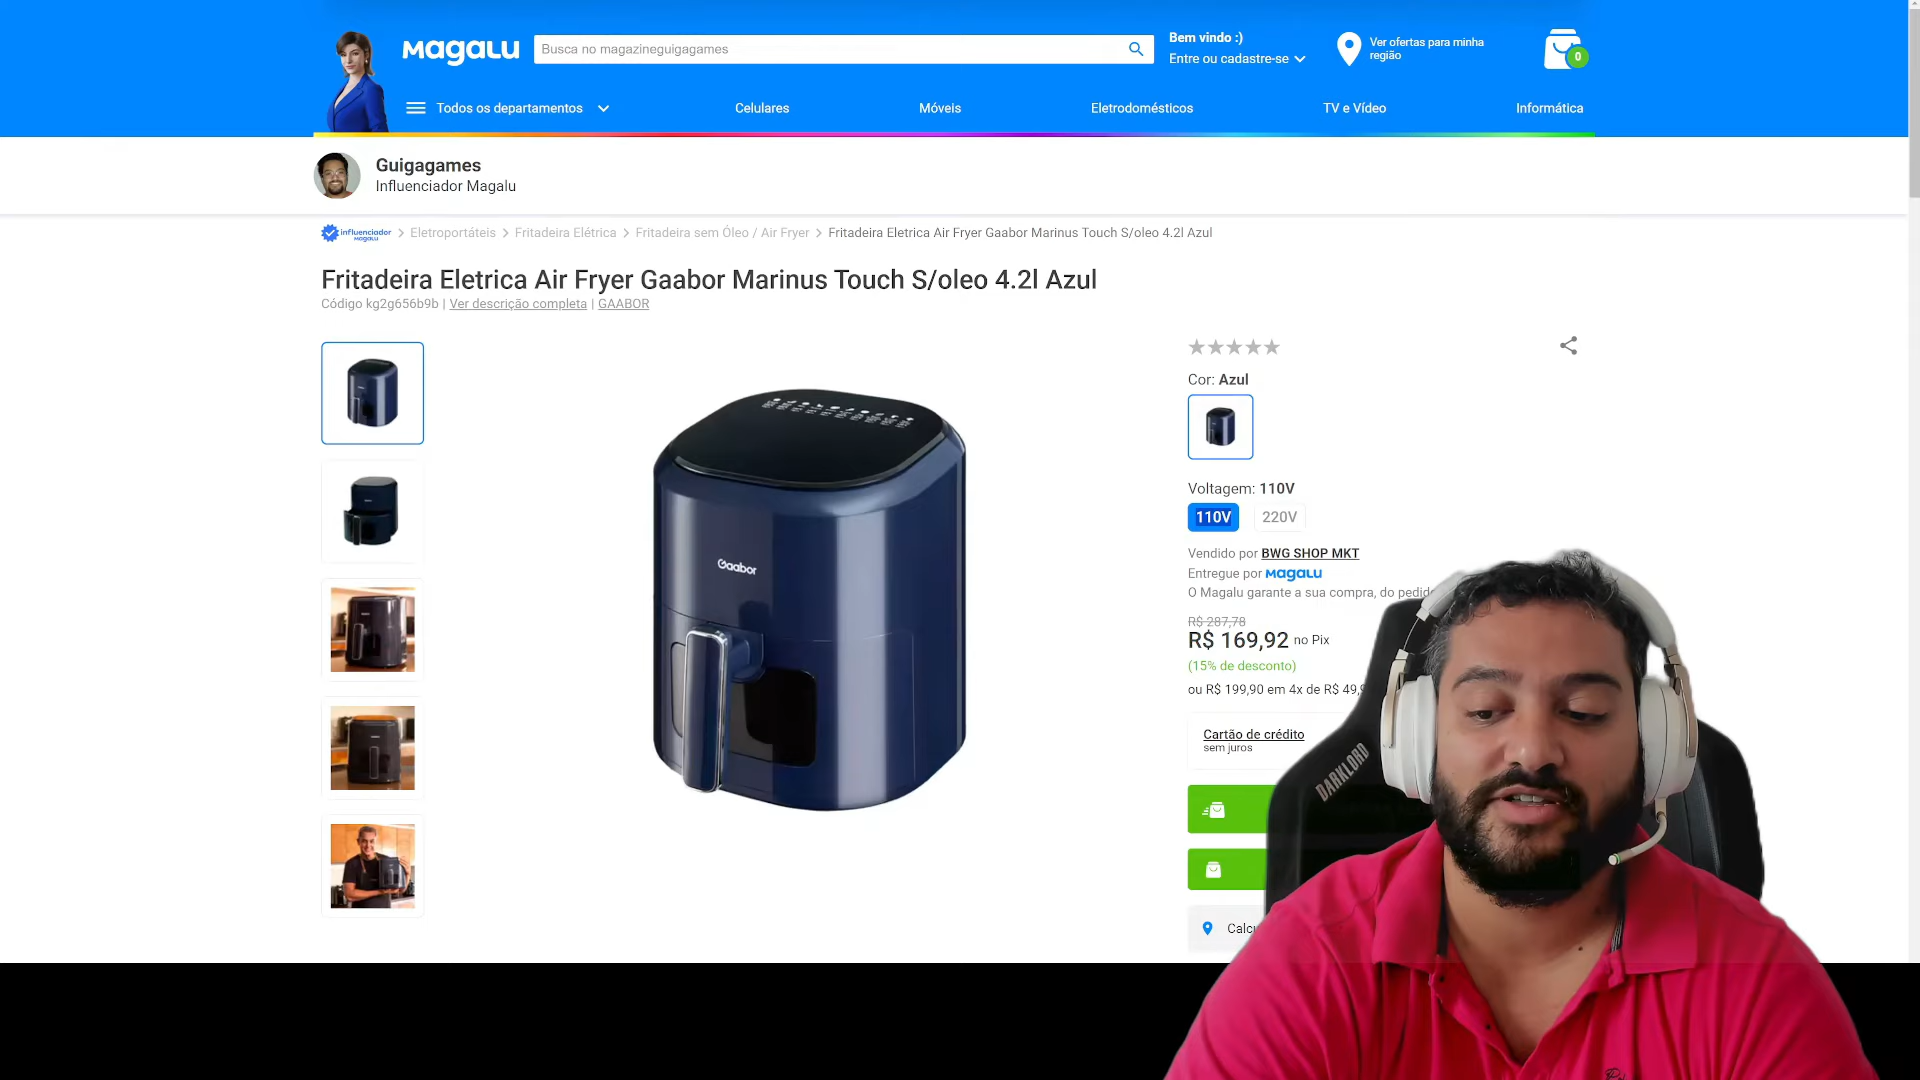 Magalu
Busca no magazineguigagames
Bem vindo :)
Entre ou cadastre-se
Ver ofertas para minha
região
0
Todos os departamentos
Celulares
Móveis
Eletrodomésticos
TV e Vídeo
Informática
Guigagames
Influenciador Magalu
influenciador
magalu
Eletroportáteis
Fritadeira Elétrica
Fritadeira sem Óleo / Air Fryer
Fritadeira Eletrica Air Fryer Gaabor Marinus Touch S/oleo 4.2l Azul
Fritadeira Eletrica Air Fryer Gaabor Marinus Touch S/oleo 4.2l Azul
Código kg2g656b9b | Ver descrição completa | GAABOR
Gaabor
Cor: Azul
Voltagem: 110V
110V
220V
Vendido por BWG SHOP MKT
Entregue por Magalu
O Magalu garante a sua compra, do
R$ 287,78
R$ 169,92 no Pix
(15% de desconto)
ou R$ 199,90 em 4x de R$
Cartão de crédito
sem juros
DARKLORD